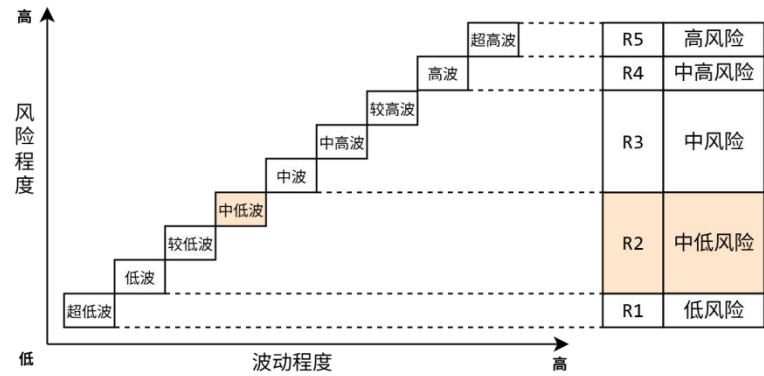 高
超高波
R5 高风险
高波
R4 中高风险
较高波
风险程度
中高波
R3 中风险
中波
中低波
较低波
R2 中低风险
低波
超低波
R1 低风险
低
波动程度
高